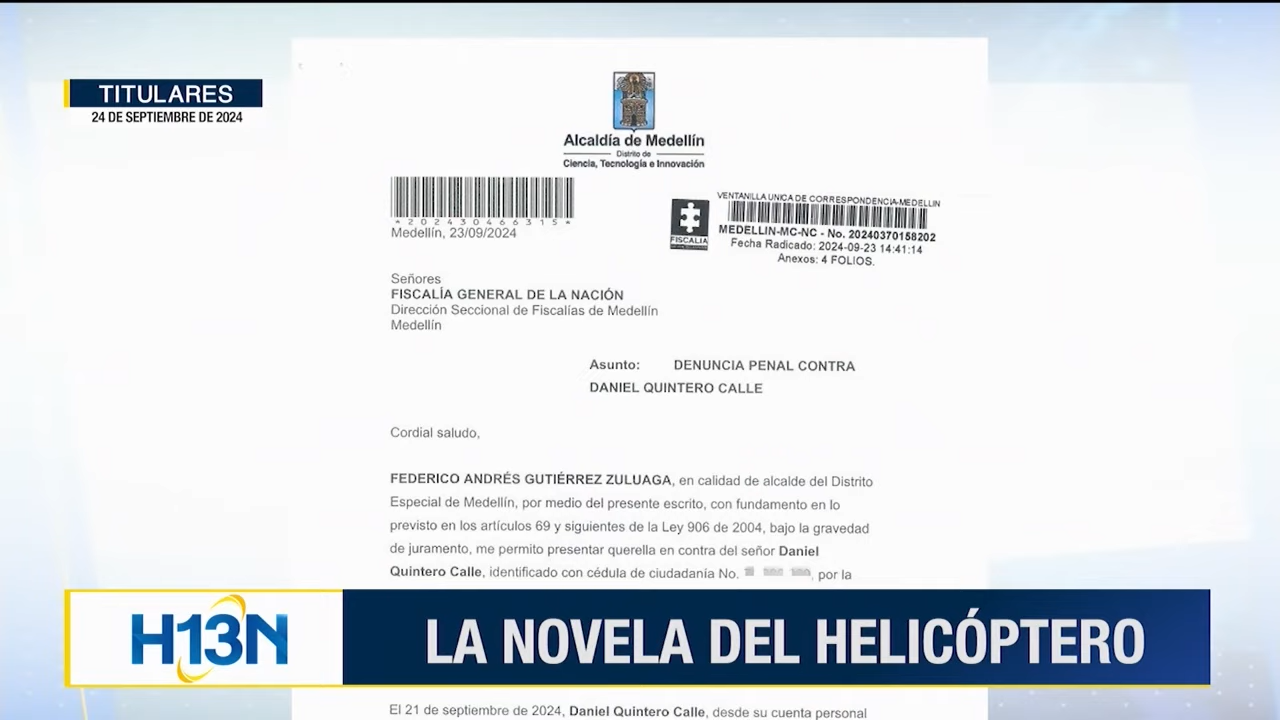 TITULARES
24 DE SEPTIEMBRE DE 2024
Alcaldía de Medellín
Distrito de
Ciencia, Tecnología e Innovación
*202430466315*
Medellín, 23/09/2024
VENTANILLA UNICA DE CORRESPONDENCIA-MEDELLIN
FISCALIA
MEDELLIN-MC-NC - No. 20240370158202
Fecha Radicado: 2024-09-23 14:41:14
Anexos: 4 FOLIOS.
Señores
FISCALÍA GENERAL DE LA NACIÓN
Dirección Seccional de Fiscalías de Medellín
Medellín
Asunto: DENUNCIA PENAL CONTRA
DANIEL QUINTERO CALLE
Cordial saludo,
FEDERICO ANDRÉS GUTIÉRREZ ZULUAGA, en calidad de alcalde del Distrito
Especial de Medellín, por medio del presente escrito, con fundamento en lo
previsto en los artículos 69 y siguientes de la Ley 906 de 2004, bajo la gravedad
de juramento, me permito presentar querella en contra del señor Daniel
Quintero Calle, identificado con cédula de ciudadanía No. , por la
H13N
LA NOVELA DEL HELICÓPTERO
El 21 de septiembre de 2024, Daniel Quintero Calle, desde su cuenta personal